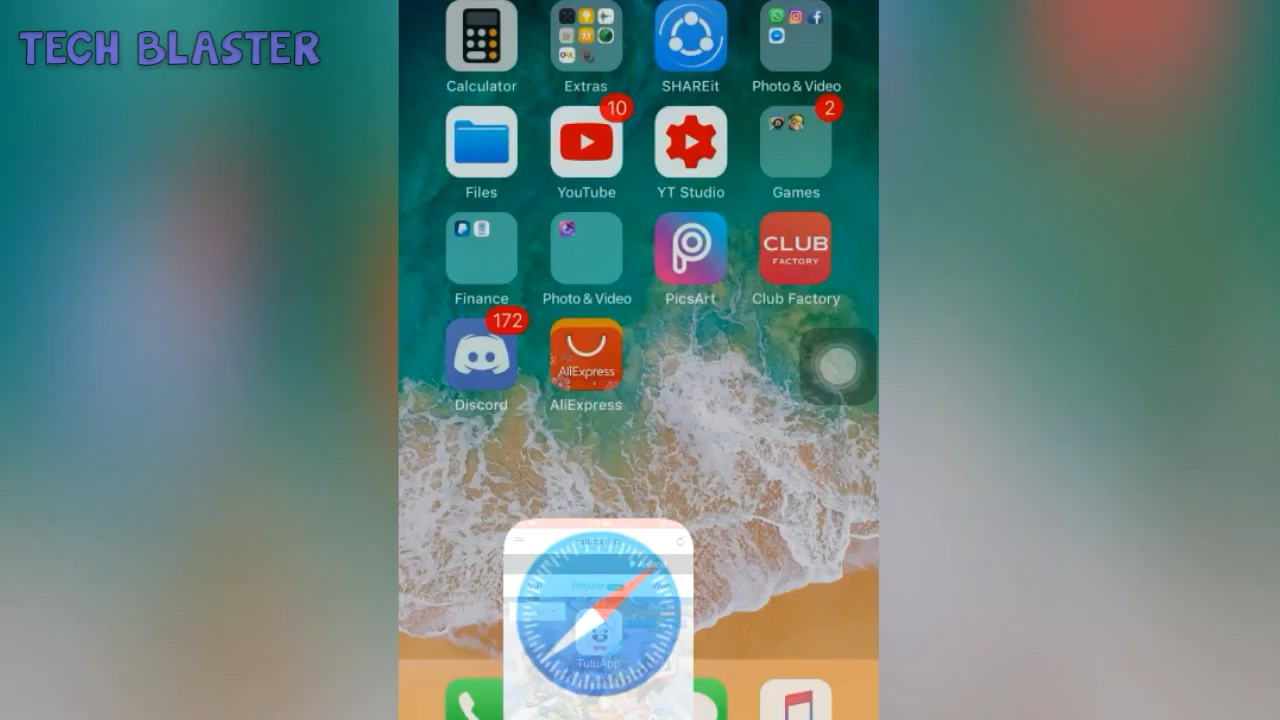 TECH BLASTER
Calculator Extras SHAREit Photo & Video
10 2
Files YouTube YT Studio Games
CLUB
FACTORY
Finance Photo & Video PicsArt Club Factory
172
AliExpress
Discord AliExpress
Regular
TutuApp